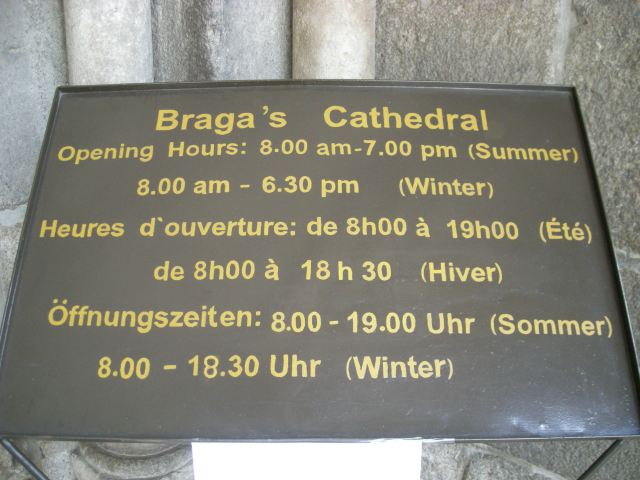 Braga's Cathedral
Opening Hours: 8.00 am-7.00 pm (Summer)
8.00 am - 6.30 pm (Winter)
Heures d`ouverture: de 8h00 à 19h00 (Été)
de 8h00 à 18h30 (Hiver)
Öffnungszeiten: 8.00 - 19.00 Uhr (Sommer)
8.00 - 18.30 Uhr (Winter)